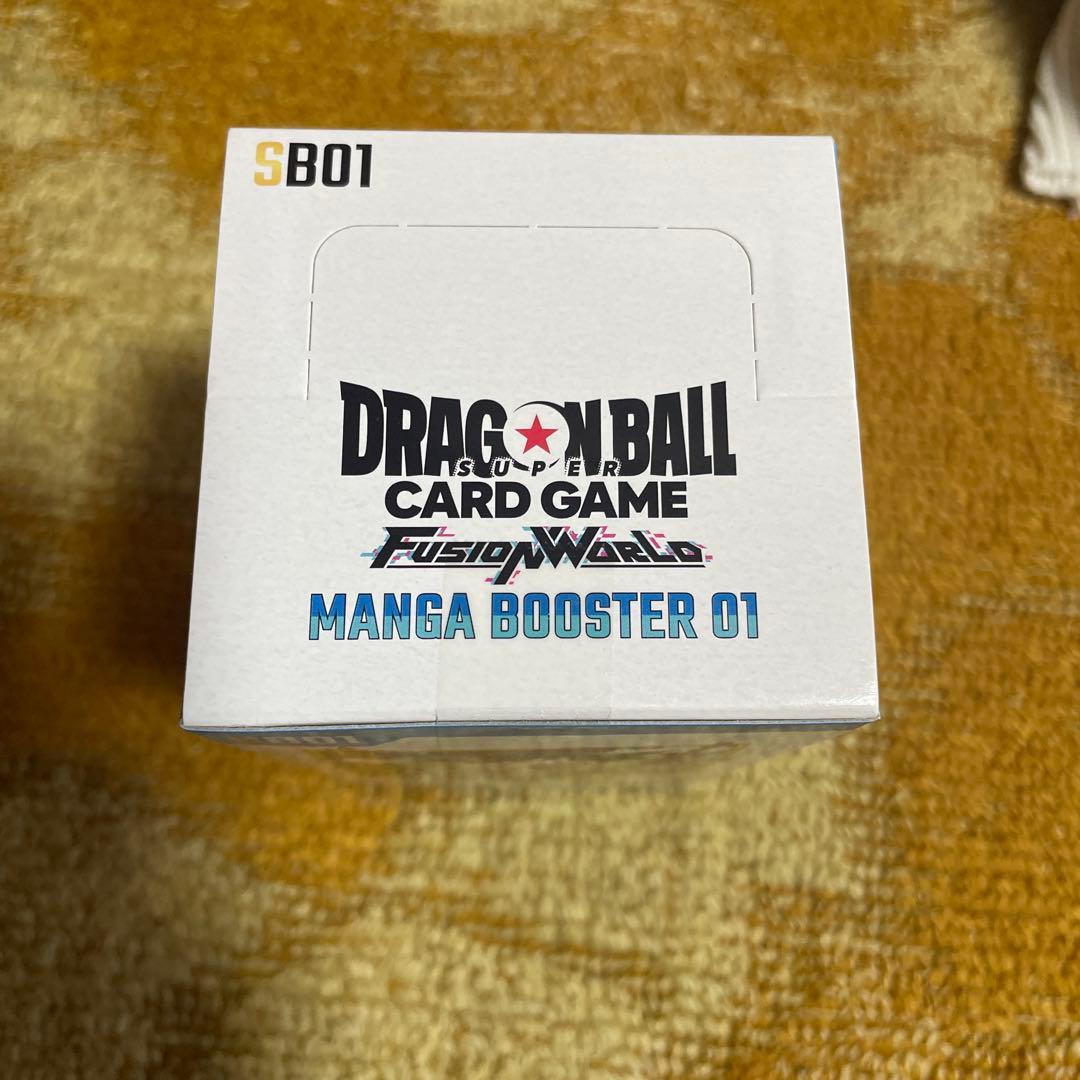 SB01
DRAGON BALL
SUPER
CARD GAME
FUSION WORLD
MANGA BOOSTER 01